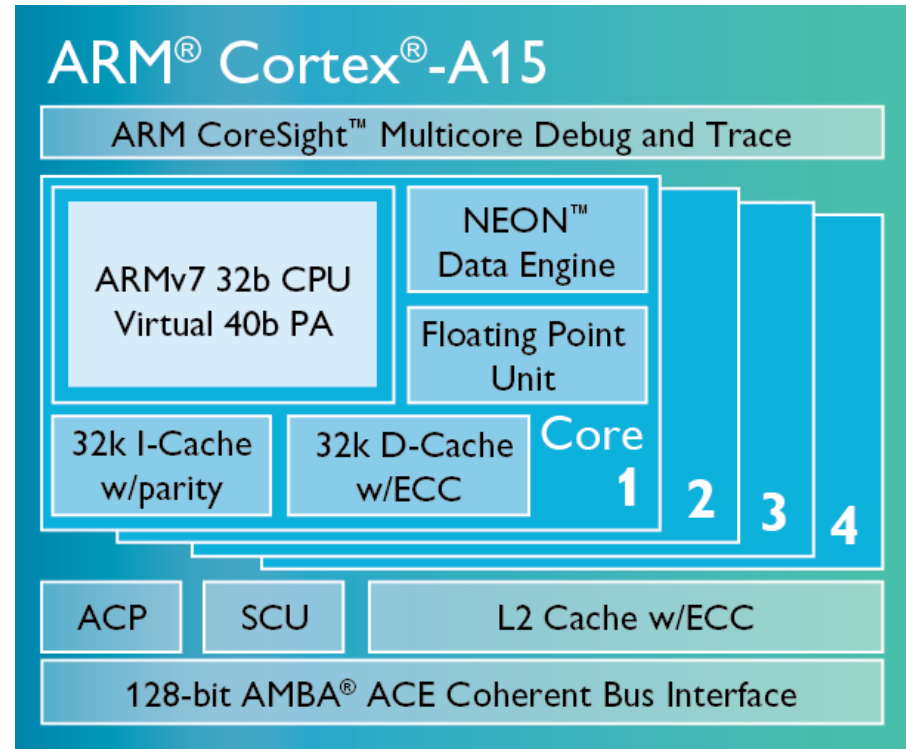 ARM® Cortex®-A15
ARM CoreSight™ Multicore Debug and Trace
ARMv7 32b CPU
Virtual 40b PA
NEON™
Data Engine
Floating Point
Unit
32k I-Cache
w/parity
32k D-Cache
w/ECC
Core
1
2
3
4
ACP
SCU
L2 Cache w/ECC
128-bit AMBA® ACE Coherent Bus Interface